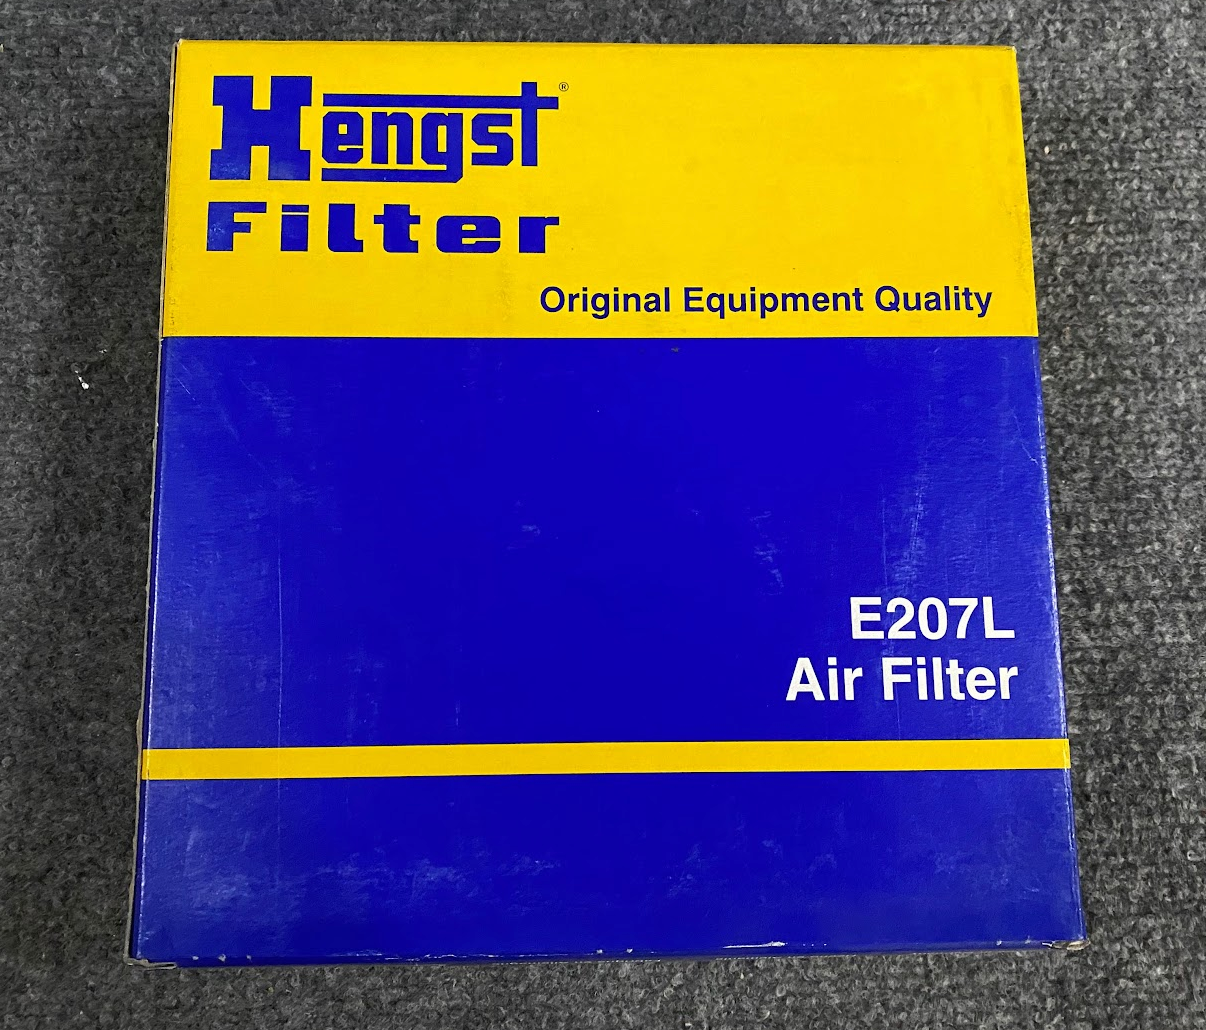 Hengst®
Filter
Original Equipment Quality
E207L
Air Filter